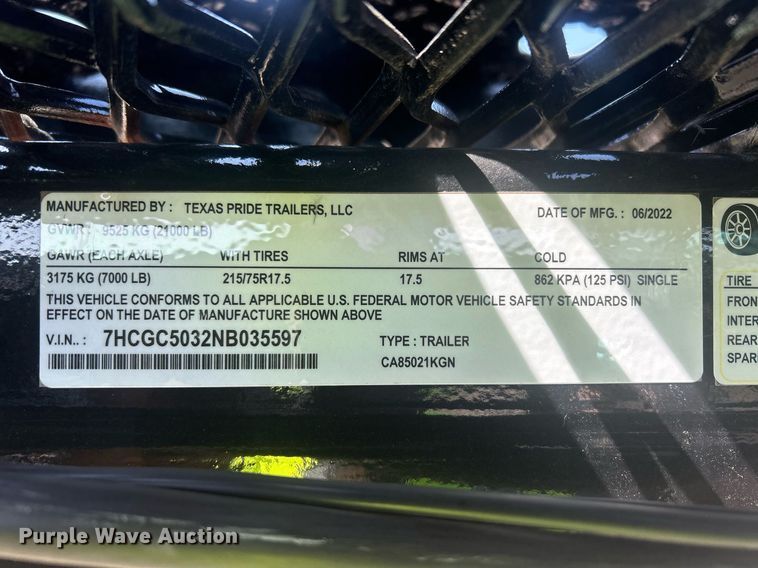 MANUFACTURED BY : TEXAS PRIDE TRAILERS, LLC DATE OF MFG. : 06/2022
GVWR : 9525 KG (21000 LB)
GAWR (EACH AXLE) WITH TIRES RIMS AT COLD
3175 KG (7000 LB) 215/75R17.5 17.5 862 KPA (125 PSI) SINGLE
THIS VEHICLE CONFORMS TO ALL APPLICABLE U.S. FEDERAL MOTOR VEHICLE SAFETY STANDARDS IN
EFFECT ON THE DATE OF MANUFACTURE SHOWN ABOVE
V.I.N.. : 7HCGC5032NB035597 TYPE : TRAILER
CA85021KGN
TIRE
FRON
INTER
REAR
SPAR
Purple Wave Auction